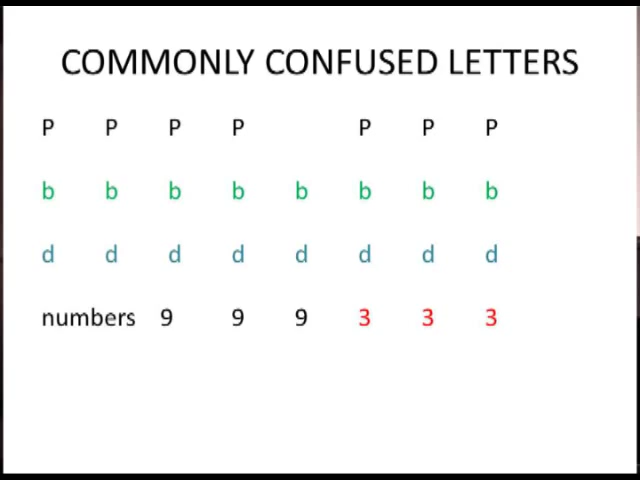 COMMONLY CONFUSED LETTERS
P P P P P P P
b b b b b b b b
d d d d d d d d
numbers 9 9 9 3 3 3